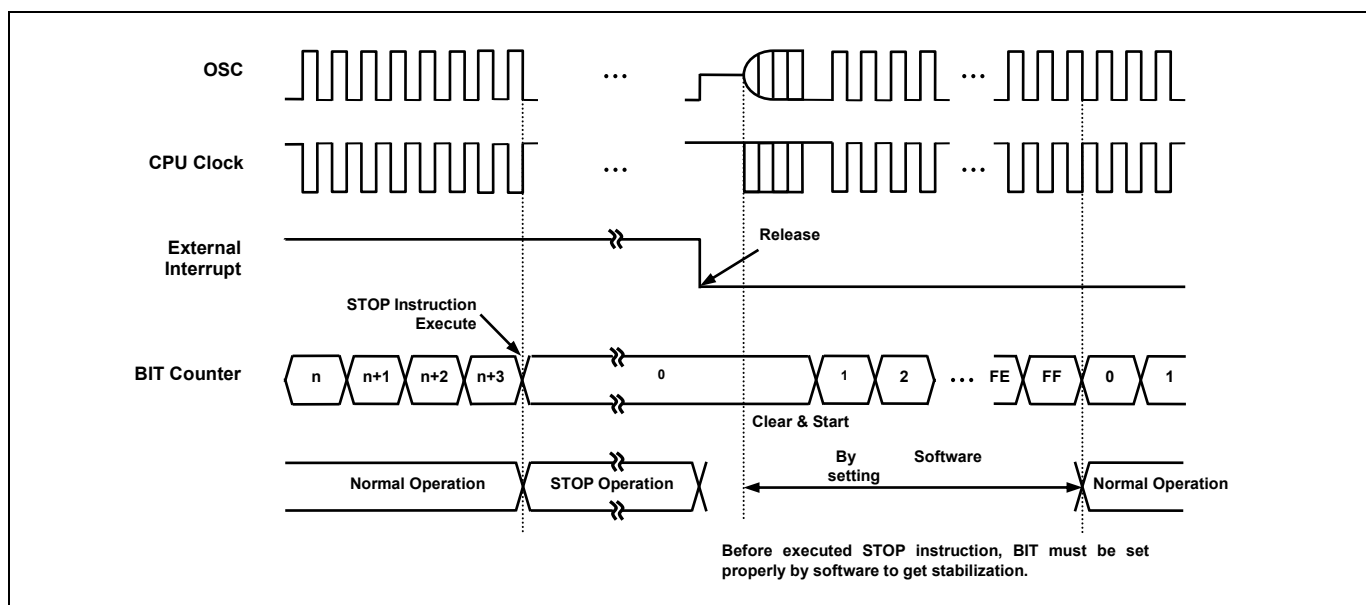 OSC
...
...
CPU Clock
...
...
External
Interrupt
Release
STOP Instruction
Execute
BIT Counter
n n+1 n+2 n+3 0 1 2 ... FE FF 0 1
Clear & Start
Normal Operation STOP Operation
By Software
setting
Normal Operation
Before executed STOP instruction, BIT must be set
properly by software to get stabilization.